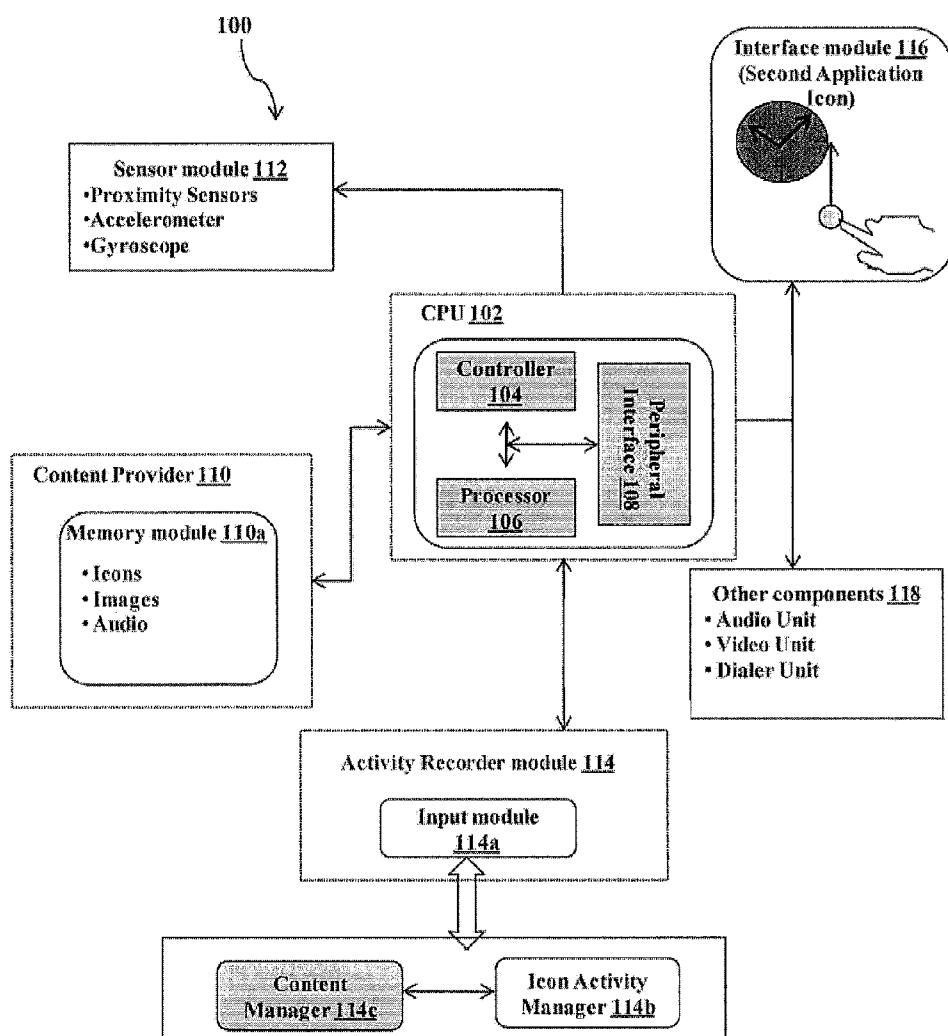 100
Interface module 116
(Second Application
Icon)
Sensor module 112
•Proximity Sensors
•Accelerometer
•Gyroscope
CPU 102
Controller
104
Peripheral
Interface 108
Processor
106
Content Provider 110
Memory module 110a
• Icons
• Images
• Audio
Other components 118
• Audio Unit
• Video Unit
• Dialer Unit
Activity Recorder module 114
Input module
114a
Content
Manager 114c
Icon Activity
Manager 114b